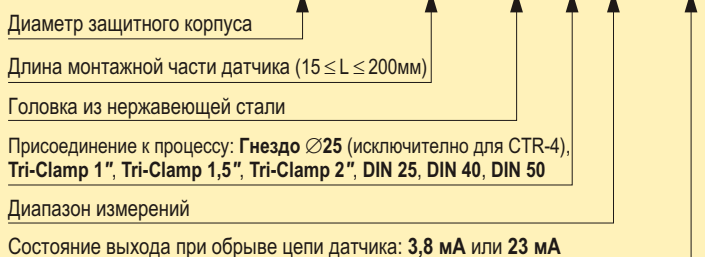 Диаметр защитного корпуса
Длина монтажной части датчика (15 ≤ L ≤ 200мм)
Головка из нержавеющей стали
Присоединение к процессу: Гнездо ∅25 (исключително для CTR-4),
Tri-Clamp 1″, Tri-Clamp 1,5″, Tri-Clamp 2″, DIN 25, DIN 40, DIN 50
Диапазон измерений
Состояние выхода при обрыве цепи датчика: 3,8 мА или 23 мА